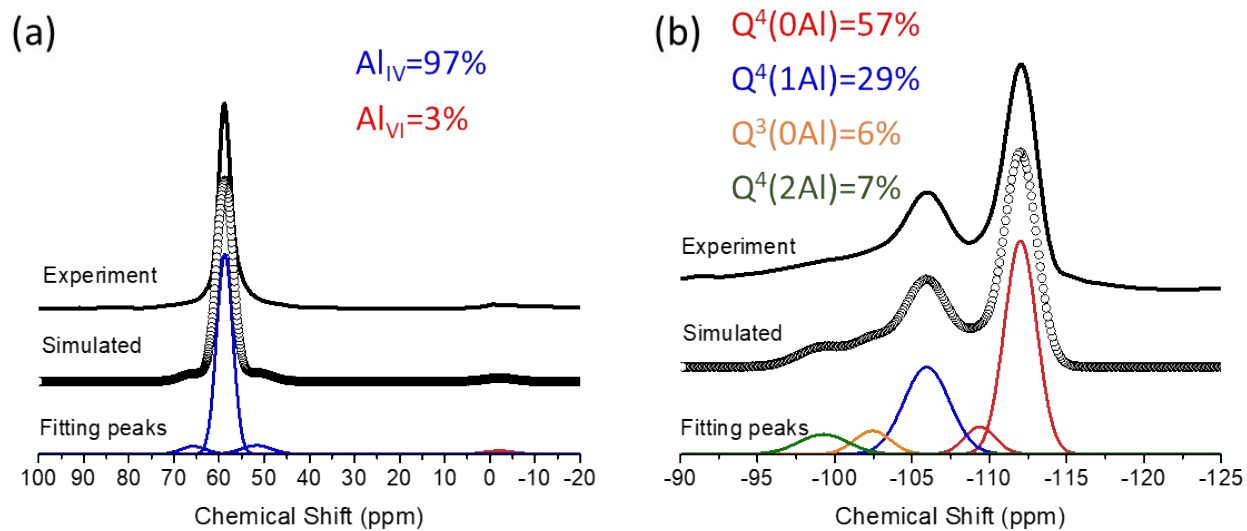 (a)
Al_IV=97%
Al_VI=3%
Experiment
Simulated
Fitting peaks
100 90 80 70 60 50 40 30 20 10 0 -10 -20
Chemical Shift (ppm)
(b)
Q⁴(0Al)=57%
Q⁴(1Al)=29%
Q³(0Al)=6%
Q⁴(2Al)=7%
Experiment
Simulated
Fitting peaks
-90 -95 -100 -105 -110 -115 -120 -125
Chemical Shift (ppm)